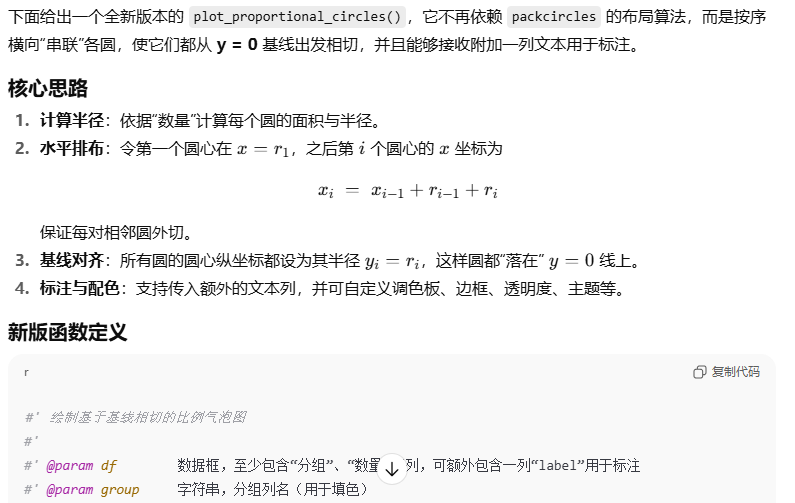 下面给出一个全新版本的 plot_proportional_circles()，它不再依赖 packcircles 的布局算法，而是按序
横向“串联”各圆，使它们都从 y = 0 基线出发相切，并且能够接收附加一列文本用于标注。
核心思路
1. 计算半径：依据“数量”计算每个圆的面积与半径。
2. 水平排布：令第一个圆心在 x = r₁，之后第 i 个圆心的 x 坐标为
xᵢ = xᵢ₋₁ + rᵢ₋₁ + rᵢ
保证每对相邻圆外切。
3. 基线对齐：所有圆的圆心纵坐标都设为其半径 yᵢ = rᵢ，这样圆都“落在” y = 0 线上。
4. 标注与配色：支持传入额外的文本列，并可自定义调色板、边框、透明度、主题等。
新版函数定义
r 复制代码
#' 绘制基于基线相切的比例气泡图
#'
#' @param df 数据框，至少包含“分组”、“数量 列，可额外包含一列“label”用于标注
#' @param group 字符串，分组列名（用于填色）